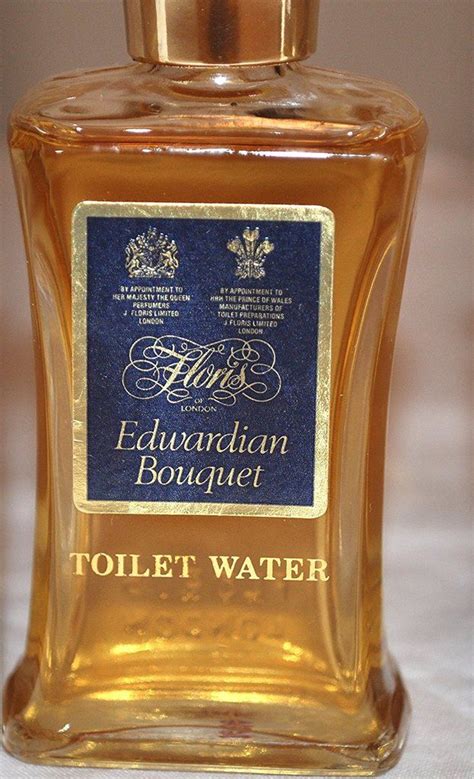 BY APPOINTMENT TO
HER MAJESTY THE QUEEN
PERFUMERS
J. FLORIS LIMITED
LONDON
BY APPOINTMENT TO
HRH THE PRINCE OF WALES
MANUFACTURERS OF
TOILET PREPARATIONS
J. FLORIS LIMITED
LONDON
Floris
OF
LONDON
Edwardian
Bouquet
TOILET WATER